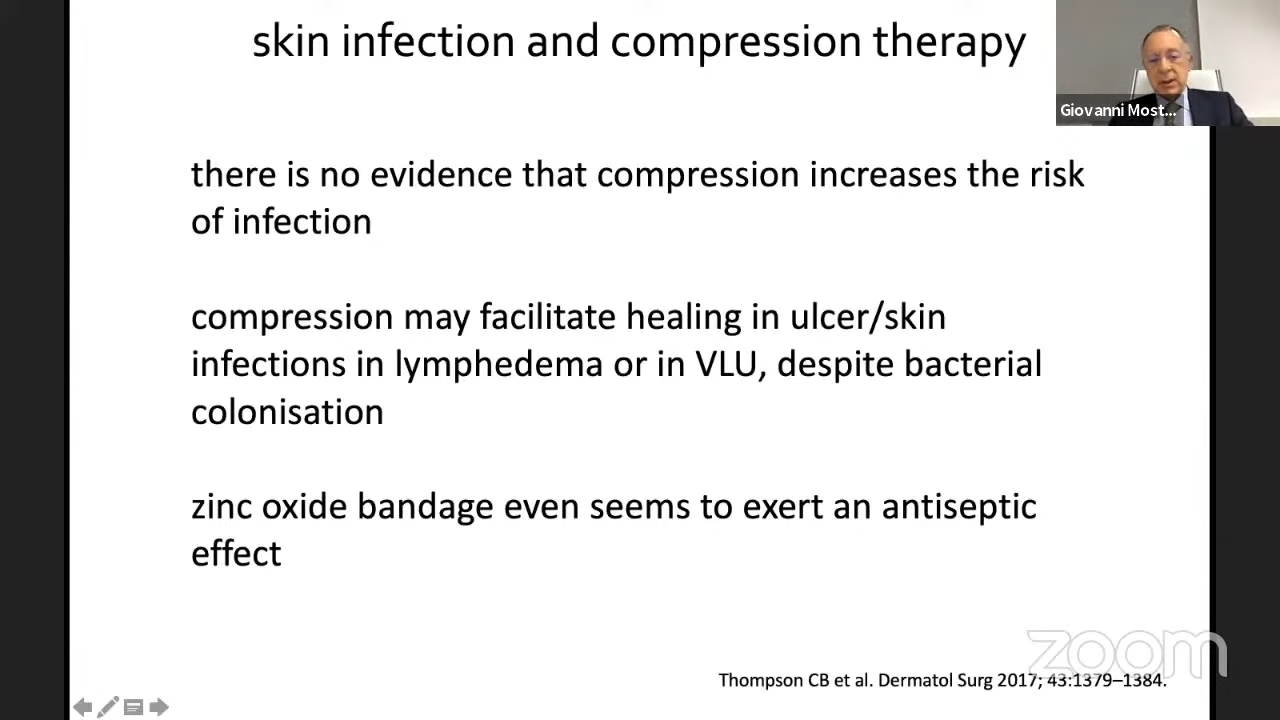 skin infection and compression therapy
Giovanni Most...
there is no evidence that compression increases the risk
of infection
compression may facilitate healing in ulcer/skin
infections in lymphedema or in VLU, despite bacterial
colonisation
zinc oxide bandage even seems to exert an antiseptic
effect
zoom
Thompson CB et al. Dermatol Surg 2017; 43:1379–1384.